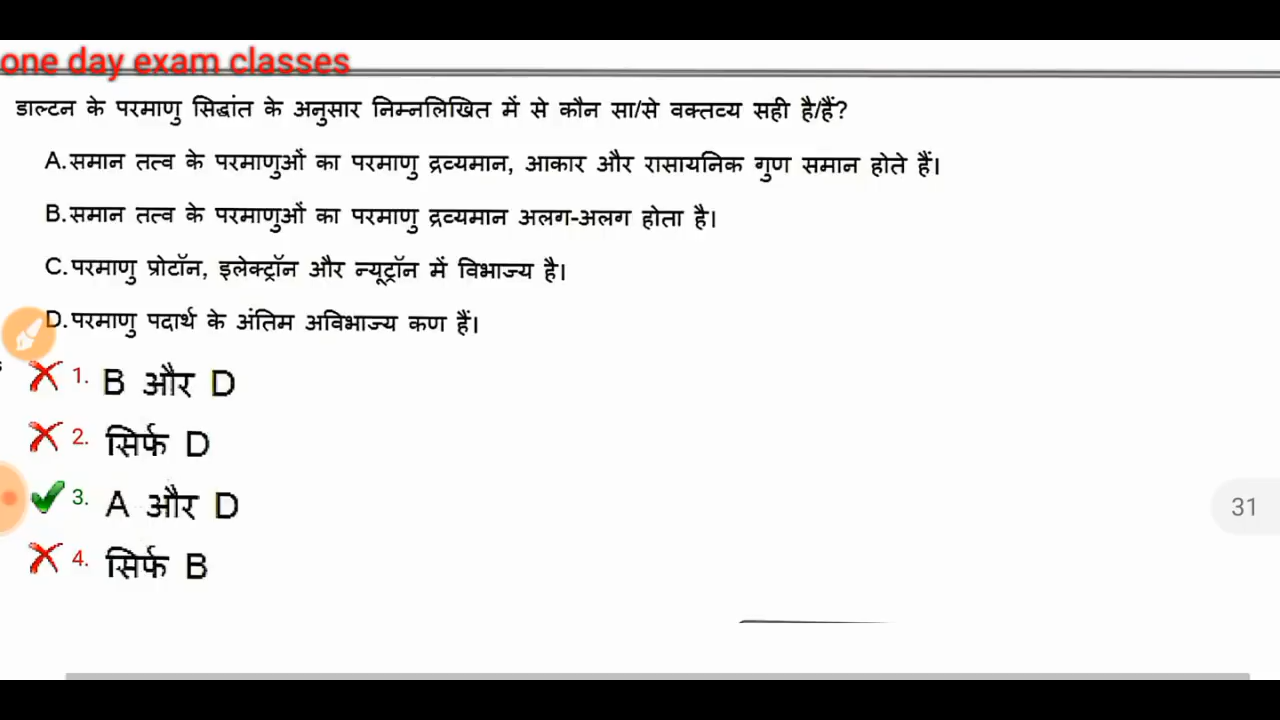 one day exam classes
डाल्टन के परमाणु सिद्धांत के अनुसार निम्नलिखित में से कौन सा/से वक्तव्य सही है/हैं?
A.समान तत्व के परमाणुओं का परमाणु द्रव्यमान, आकार और रासायनिक गुण समान होते हैं।
B.समान तत्व के परमाणुओं का परमाणु द्रव्यमान अलग-अलग होता है।
C.परमाणु प्रोटॉन, इलेक्ट्रॉन और न्यूट्रॉन में विभाज्य है।
D.परमाणु पदार्थ के अंतिम अविभाज्य कण हैं।
1. B और D
2. सिर्फ D
3. A और D
31
4. सिर्फ B